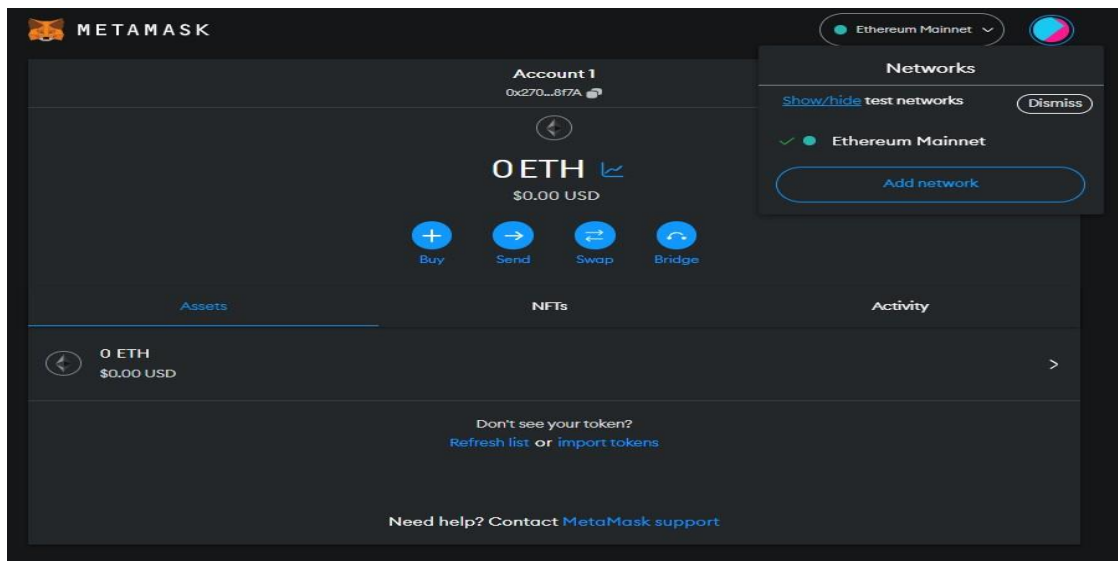 METAMASK
Ethereum Mainnet
Account 1
0x270...8f7A
0 ETH
$0.00 USD
Buy
Send
Swap
Bridge
Networks
Show/hide test networks
Dismiss
Ethereum Mainnet
Add network
Assets
NFTs
Activity
0 ETH
$0.00 USD
Don't see your token?
Refresh list or import tokens
Need help? Contact MetaMask support